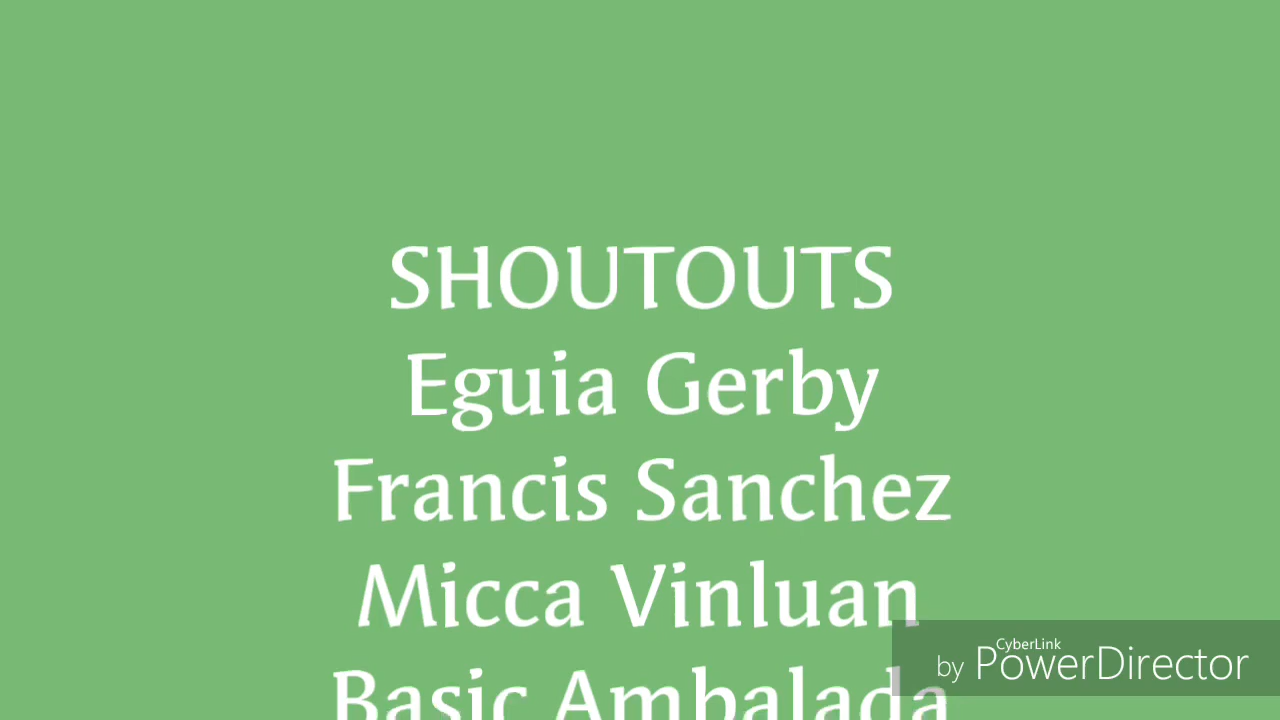 SHOUTOUTS
Eguia Gerby
Francis Sanchez
Micca Vinluan
Basic Ambalada
CyberLink
by PowerDirector